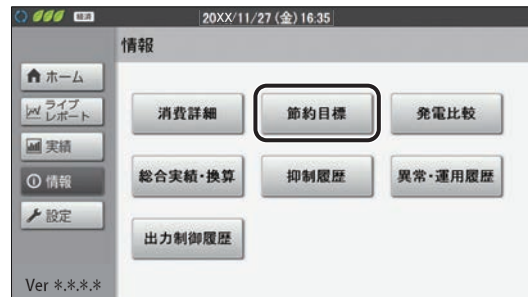 経済
20XX/11/27 (金) 16:35
情報
ホーム
ライブ
レポート
実績
情報
設定
消費詳細
節約目標
発電比較
総合実績・換算
抑制履歴
異常・運用履歴
出力制御履歴
Ver *.*.*.*